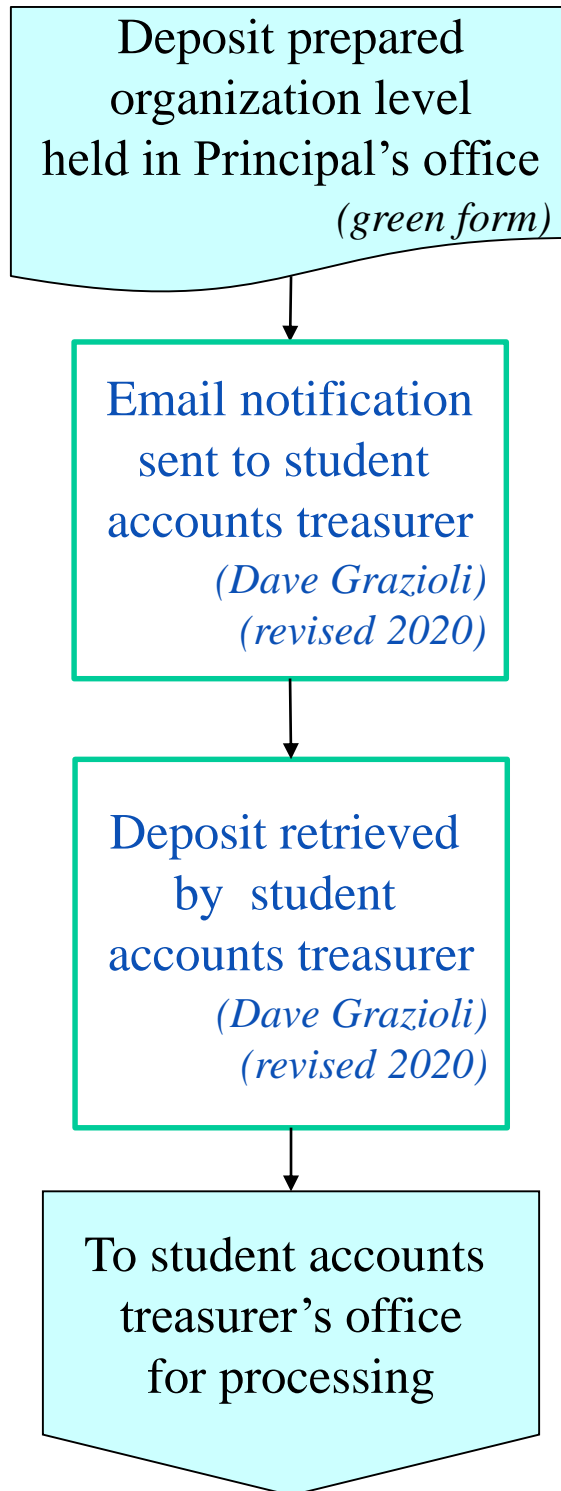 Deposit prepared
organization level
held in Principal’s office
(green form)
Email notification
sent to student
accounts treasurer
(Dave Grazioli)
(revised 2020)
Deposit retrieved
by  student
accounts treasurer
(Dave Grazioli)
(revised 2020)
To student accounts
treasurer’s office
for processing